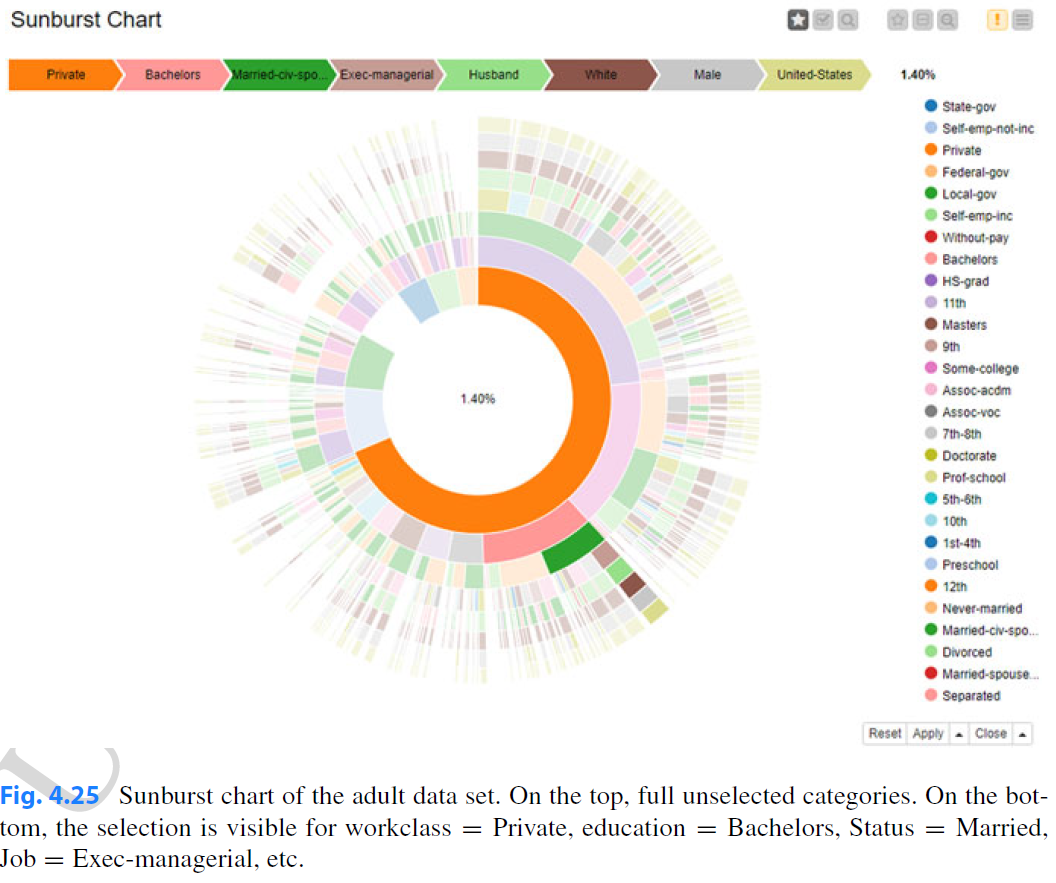 Sunburst Chart
Private Bachelors Married-civ-spo... Exec-managerial Husband White Male United-States 1.40%
State-gov
Self-emp-not-inc
Private
Federal-gov
Local-gov
Self-emp-inc
Without-pay
Bachelors
HS-grad
11th
Masters
9th
Some-college
Assoc-acdm
Assoc-voc
7th-8th
Doctorate
Prof-school
5th-6th
10th
1st-4th
Preschool
12th
Never-married
Married-civ-spo...
Divorced
Married-spouse...
Separated
1.40%
Reset Apply Close
Fig. 4.25 Sunburst chart of the adult data set. On the top, full unselected categories. On the bot-
tom, the selection is visible for workclass = Private, education = Bachelors, Status = Married,
Job = Exec-managerial, etc.